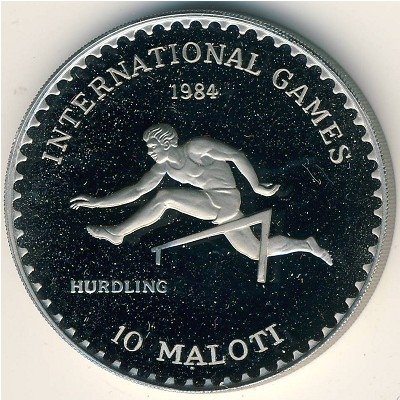 INTERNATIONAL GAMES
1984
HURDLING
10 MALOTI